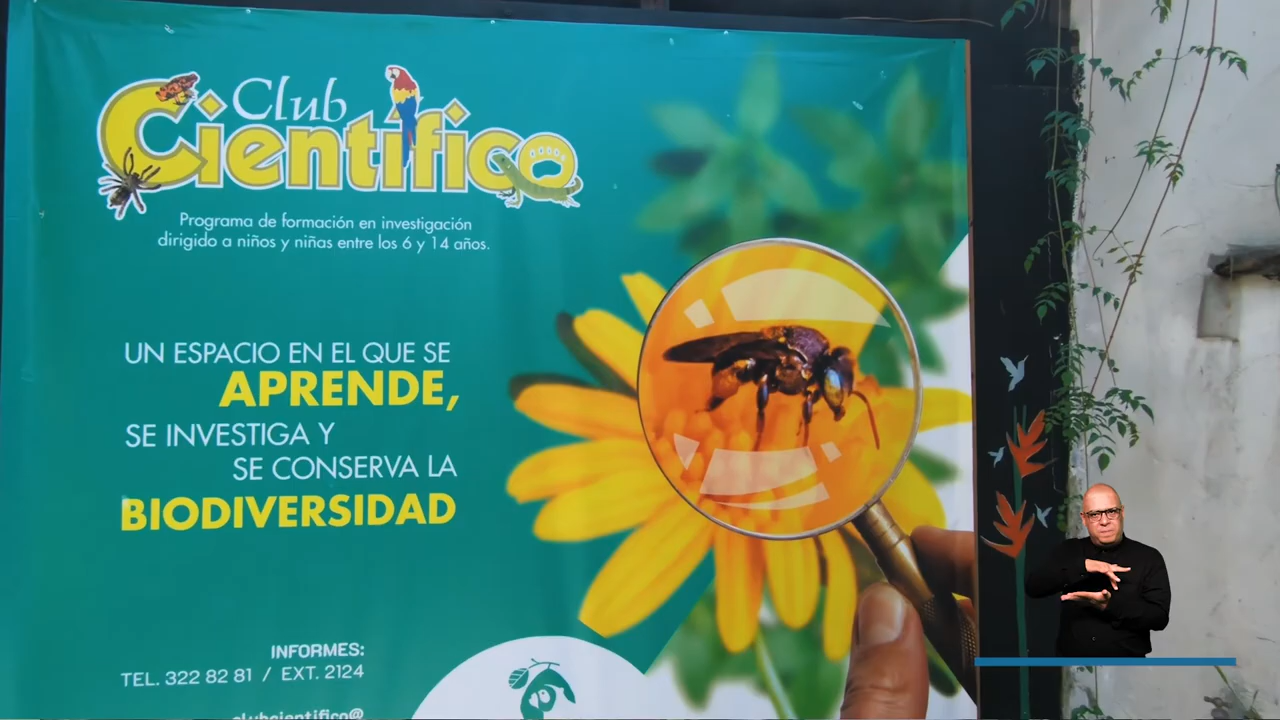 Club
Científico
Programa de formación en investigación
dirigido a niños y niñas entre los 6 y 14 años.
UN ESPACIO EN EL QUE SE
APRENDE,
SE INVESTIGA Y
SE CONSERVA LA
BIODIVERSIDAD
INFORMES:
TEL. 322 82 81 / EXT. 2124
clubcientifico@